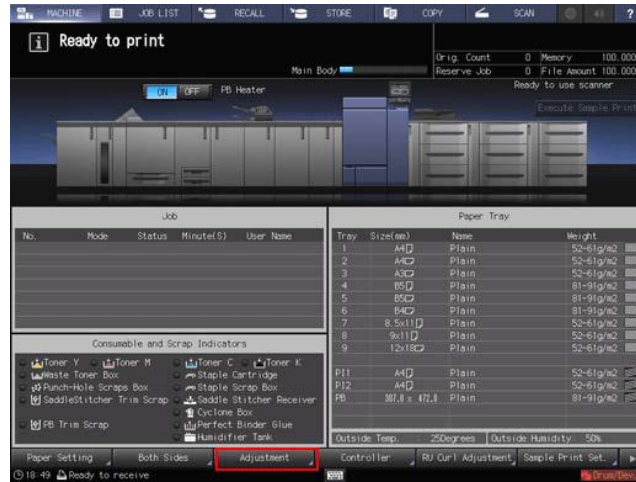 MACHINE JOB LIST RECALL STORE COPY SCAN ?
i Ready to print
Main Body
Orig. Count 0 Memory 100.000
Reserve Job 0 File Amount 100.000
Ready to use scanner
ON OFF PB Heater
Execute Sample Print
Job
No. Mode Status Minute(S) User Name
Paper Tray
Tray Size(mm) Name Weight
1 A4 Plain 52-61g/m2
2 A4 Plain 52-61g/m2
3 A3 Plain 52-61g/m2
4 B5 Plain 81-91g/m2
5 B5 Plain 81-91g/m2
6 B4 Plain 81-91g/m2
7 8.5x11 Plain 52-61g/m2
8 9x11 Plain 52-61g/m2
9 12x18 Plain 52-61g/m2
PI1 A4 Plain 52-61g/m2
PI2 A4 Plain 52-61g/m2
PB 307.0 x 472.0 Plain 81-91g/m2
Outside Temp. 25Degrees Outside Humidity 50%
Consumable and Scrap Indicators
Toner Y Toner M Toner C Toner K
Waste Toner Box Staple Cartridge
Punch-Hole Scraps Box Staple Scrap Box
SaddleStitcher Trim Scrap Saddle Stitcher Receiver
Cyclone Box
PB Trim Scrap Perfect Binder Glue
Humidifier Tank
Paper Setting Both Sides Adjustment Controller RU Curl Adjustment Sample Print Set.
18:49 Ready to receive Drum/Dev